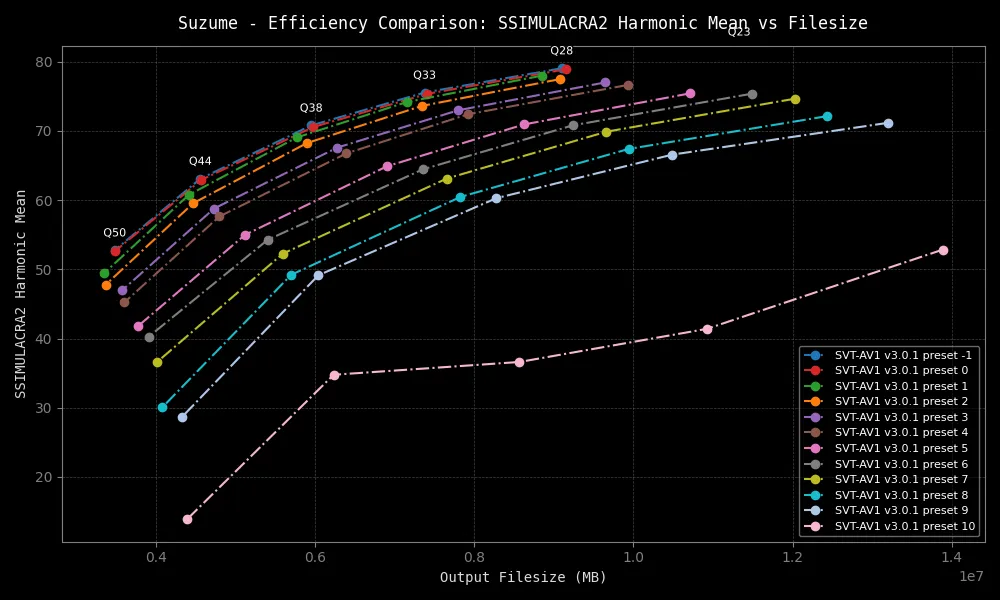 Suzume - Efficiency Comparison: SSIMULACRA2 Harmonic Mean vs Filesize
Q23
Q28
Q33
Q38
Q44
Q50
80
70
60
50
40
30
20
SSIMULACRA2 Harmonic Mean
SVT-AV1 v3.0.1 preset -1
SVT-AV1 v3.0.1 preset 0
SVT-AV1 v3.0.1 preset 1
SVT-AV1 v3.0.1 preset 2
SVT-AV1 v3.0.1 preset 3
SVT-AV1 v3.0.1 preset 4
SVT-AV1 v3.0.1 preset 5
SVT-AV1 v3.0.1 preset 6
SVT-AV1 v3.0.1 preset 7
SVT-AV1 v3.0.1 preset 8
SVT-AV1 v3.0.1 preset 9
SVT-AV1 v3.0.1 preset 10
0.4 0.6 0.8 1.0 1.2 1.4
1e7
Output Filesize (MB)